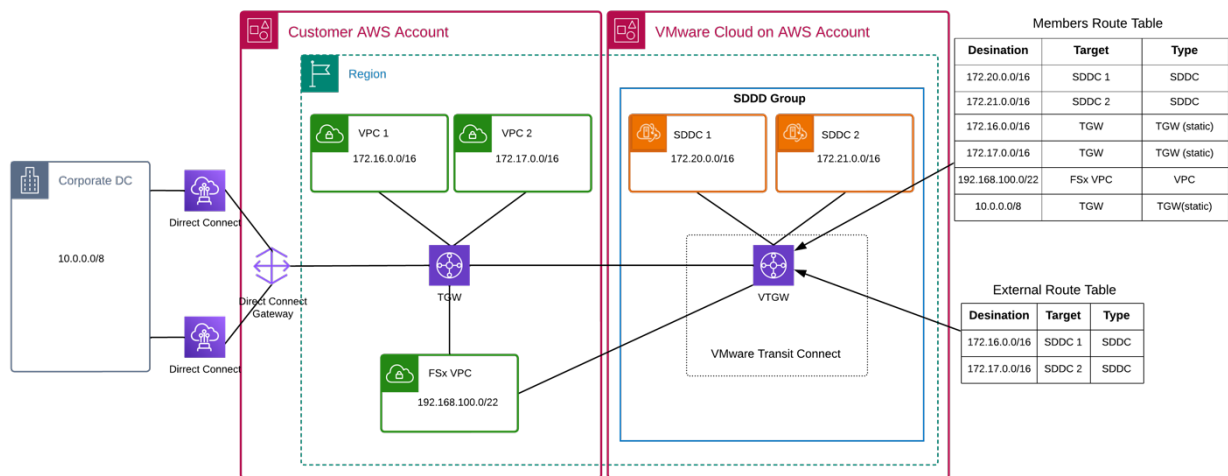 Customer AWS Account
VMware Cloud on AWS Account
Region
SDDD Group
VPC 1
172.16.0.0/16
VPC 2
172.17.0.0/16
SDDC 1
172.20.0.0/16
SDDC 2
172.21.0.0/16
Corporate DC
10.0.0.0/8
Dirrect Connect
Dirrect Connect
Direct Connect
Gateway
TGW
VTGW
VMware Transit Connect
FSx VPC
192.168.100.0/22
Members Route Table
Desination Target Type
172.20.0.0/16 SDDC 1 SDDC
172.21.0.0/16 SDDC 2 SDDC
172.16.0.0/16 TGW TGW (static)
172.17.0.0/16 TGW TGW (static)
192.168.100.0/22 FSx VPC VPC
10.0.0.0/8 TGW TGW(static)
External Route Table
Desination Target Type
172.16.0.0/16 SDDC 1 SDDC
172.17.0.0/16 SDDC 2 SDDC